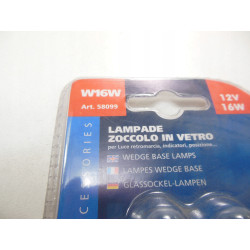 W16W
Art. 58099
12V
16W
LAMPADE
ZOCCOLO IN VETRO
per Luce retromarcia, indicatori, posizione...
WEDGE BASE LAMPS
LAMPES WEDGE BASE
GLASSOCKEL-LAMPEN
CESSORIES